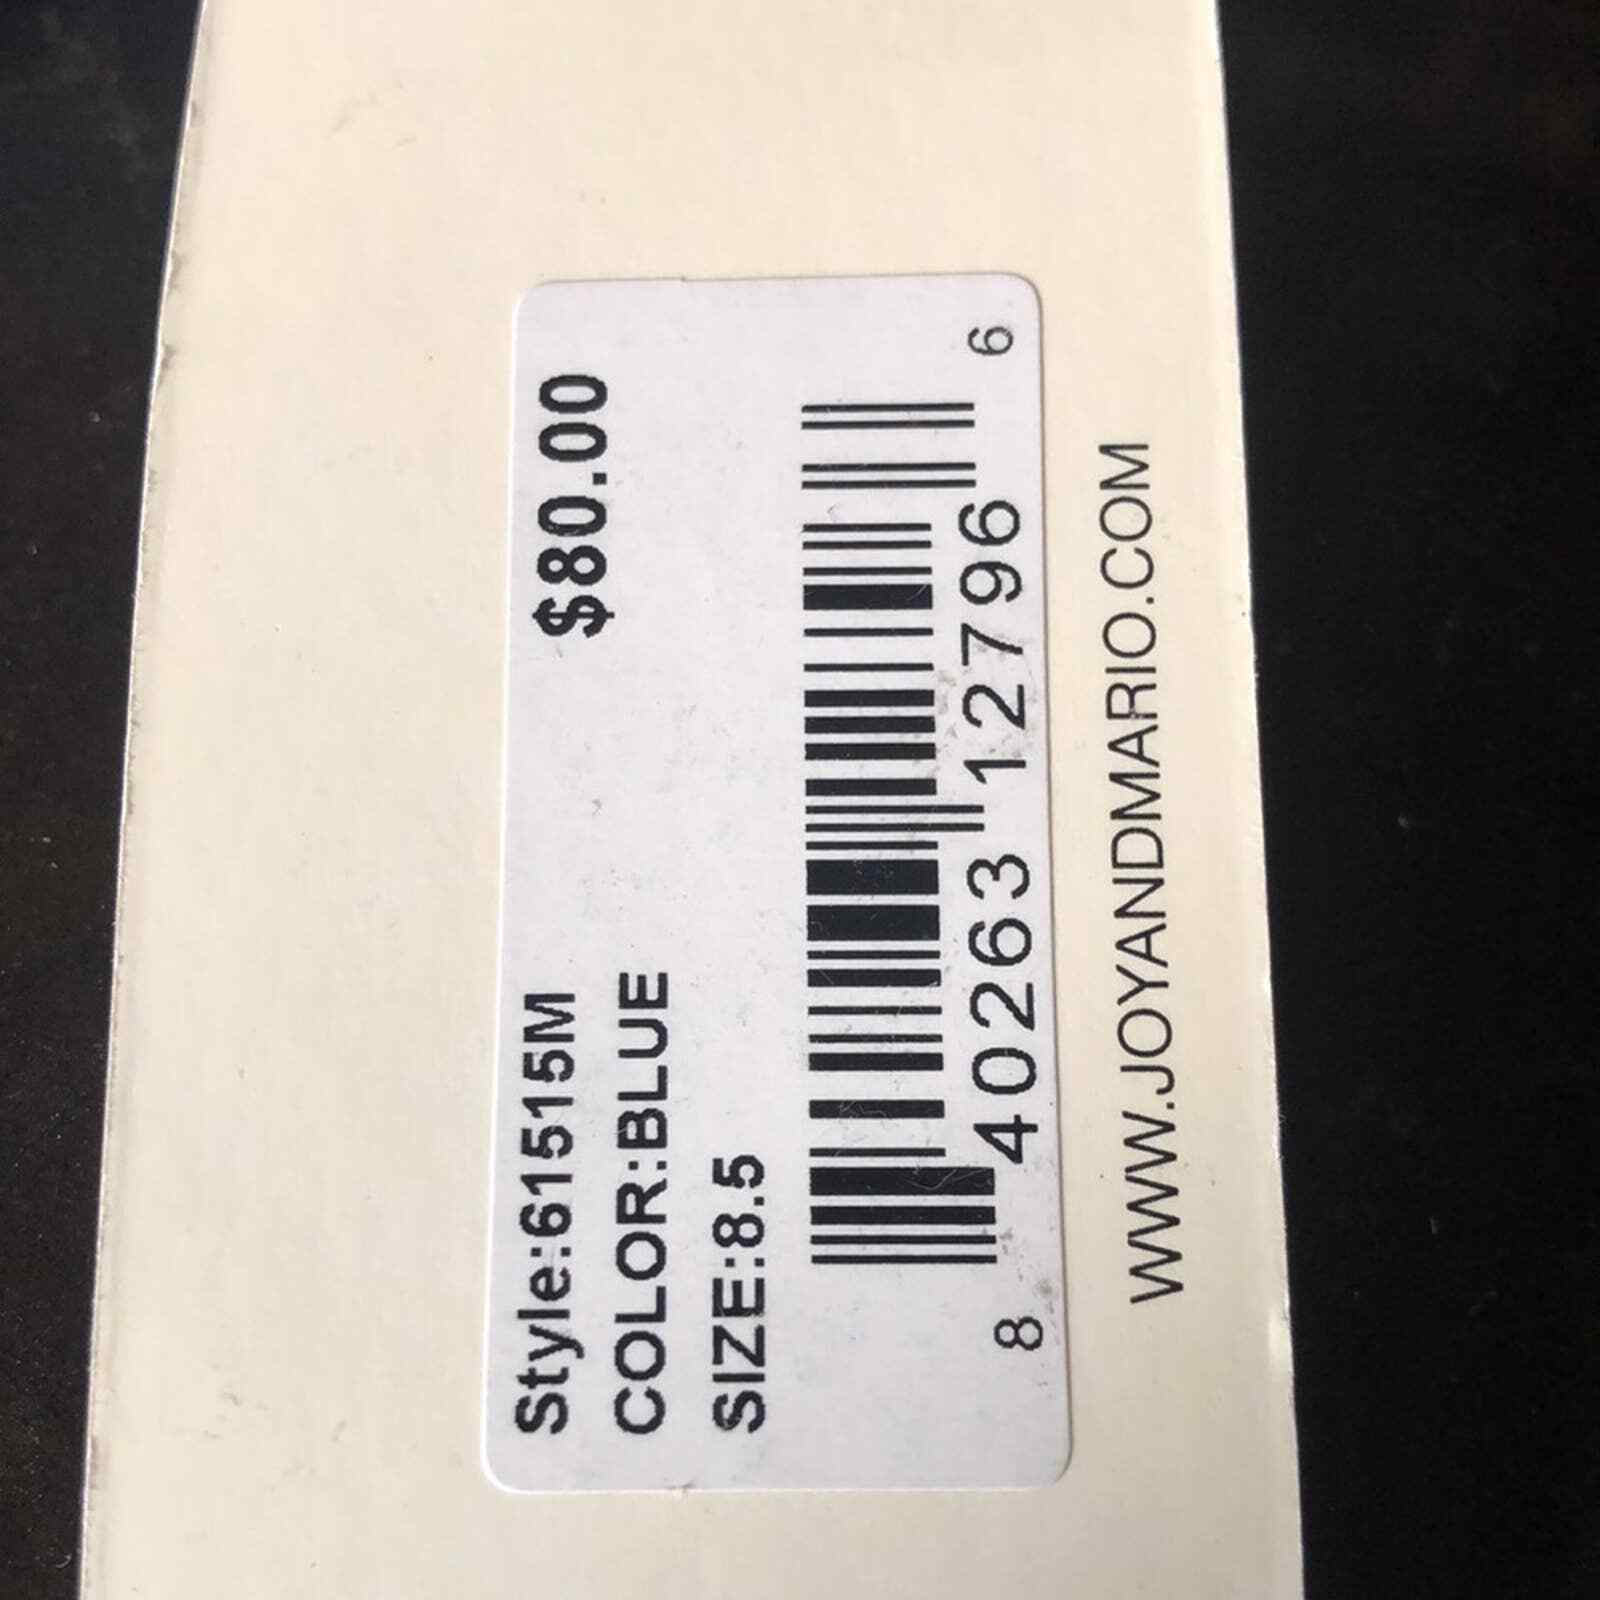 Style:61515M $80.00
COLOR:BLUE
SIZE:8.5
8 40263 12796 6
WWW.JOYANDMARIO.COM